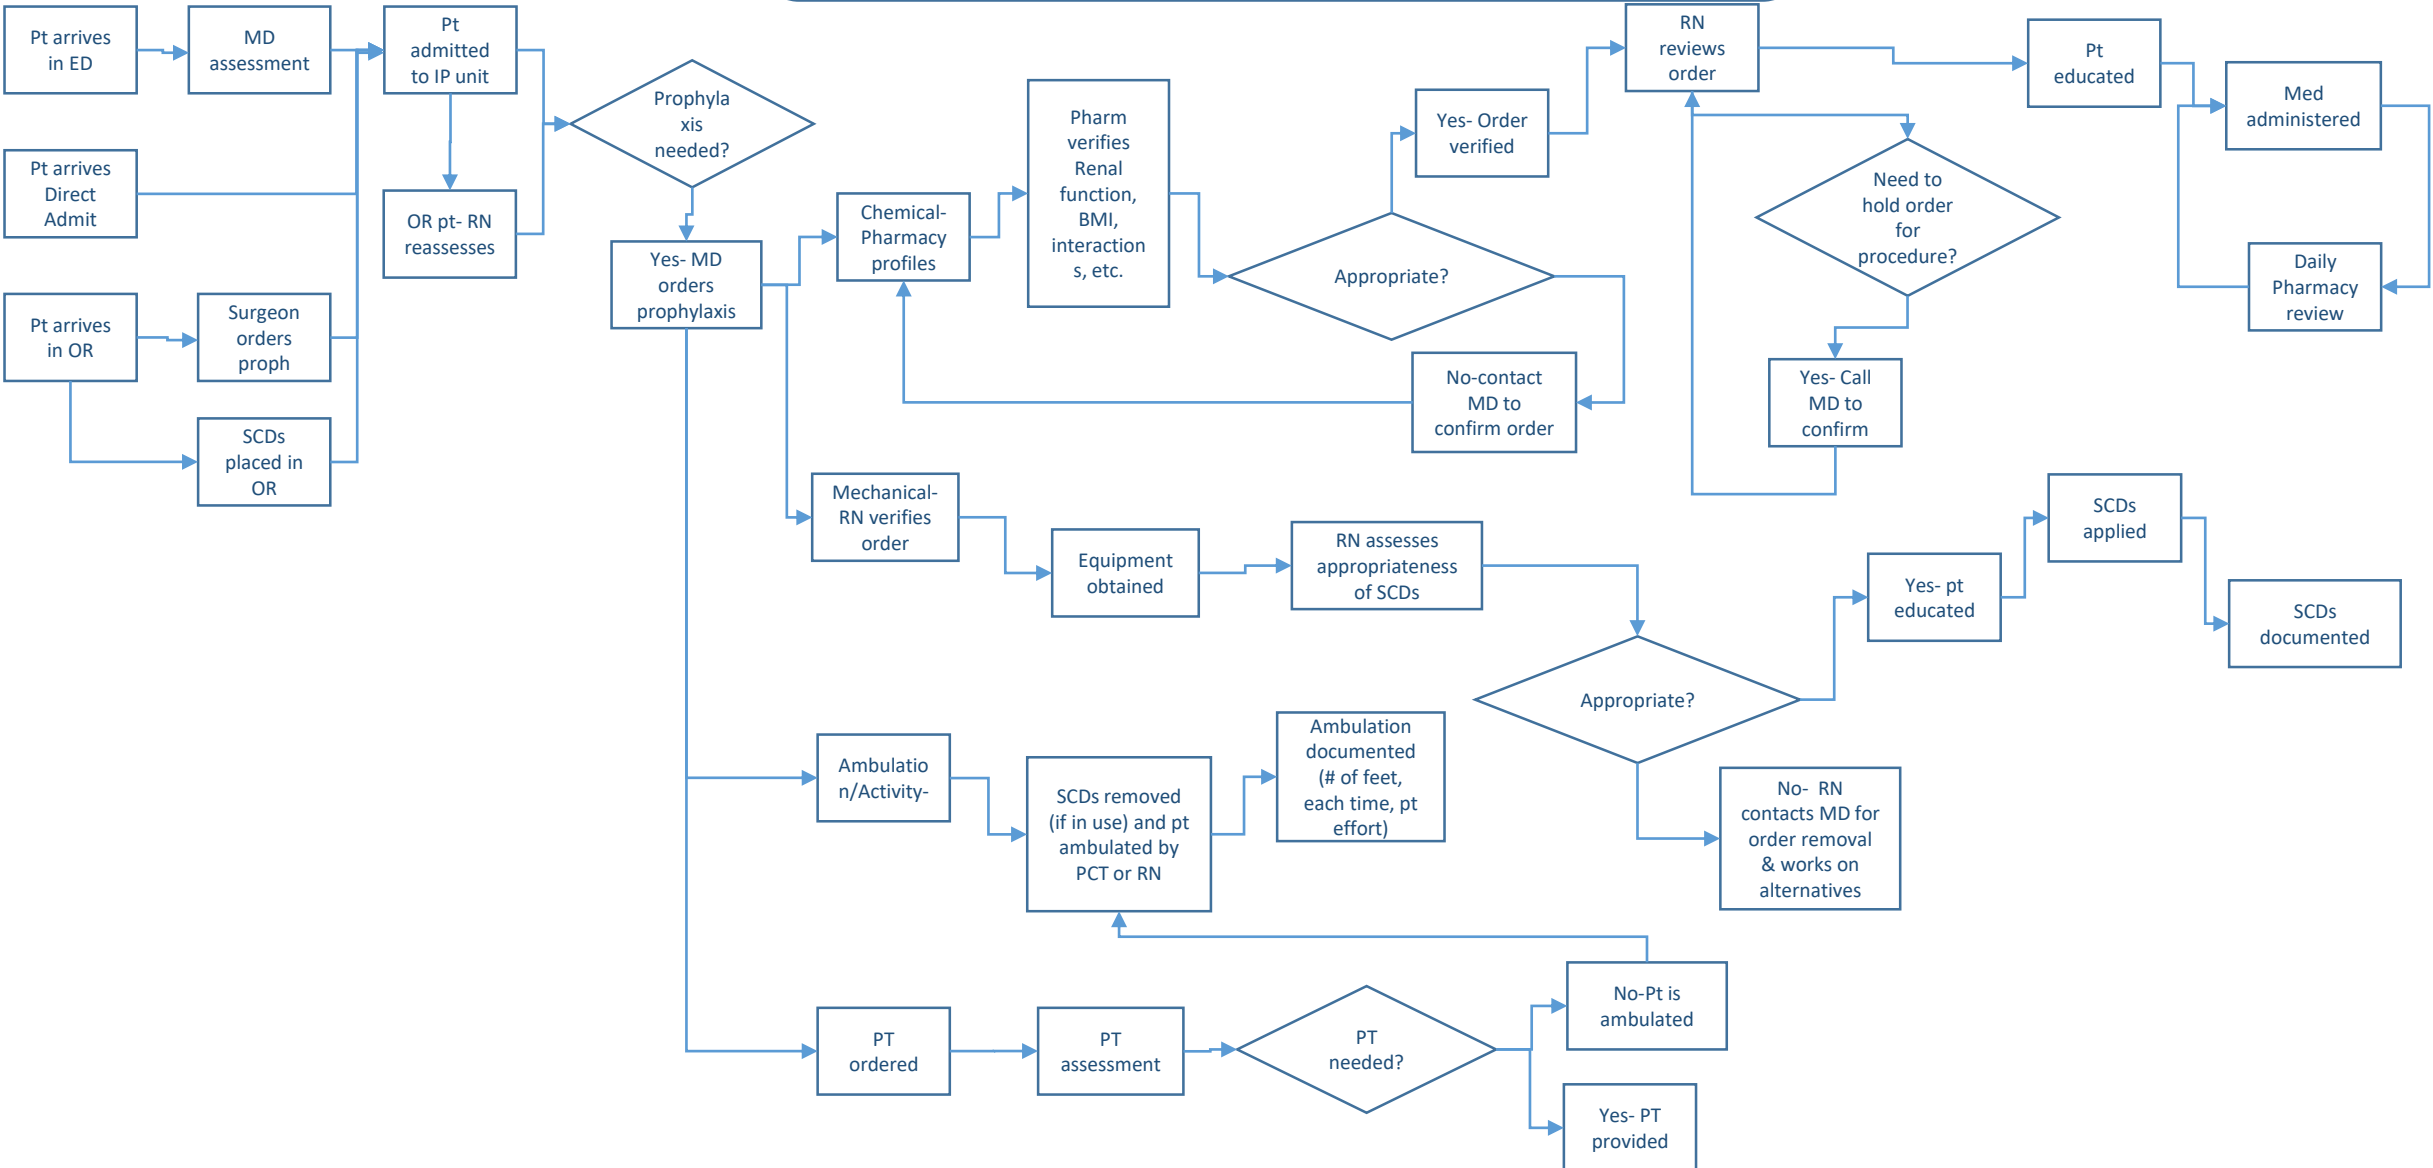 Pt arrives
in ED
MD
assessment
Pt
admitted
to IP unit
Pt arrives
Direct
Admit
OR pt- RN
reassesses
Pt arrives
in OR
Surgeon
orders
proph
SCDs
placed in
OR
Prophyla
xis
needed?
Yes- MD
orders
prophylaxis
Chemical-
Pharmacy
profiles
Pharm
verifies
Renal
function,
BMI,
interaction
s, etc.
Appropriate?
Yes- Order
verified
No-contact
MD to
confirm order
RN
reviews
order
Need to
hold order
for
procedure?
Yes- Call
MD to
confirm
Pt
educated
Med
administered
Daily
Pharmacy
review
Mechanical-
RN verifies
order
Equipment
obtained
RN assesses
appropriateness
of SCDs
Appropriate?
Yes- pt
educated
SCDs
applied
SCDs
documented
No- RN
contacts MD for
order removal
& works on
alternatives
Ambulatio
n/Activity-
SCDs removed
(if in use) and pt
ambulated by
PCT or RN
Ambulation
documented
(# of feet,
each time, pt
effort)
PT
ordered
PT
assessment
PT
needed?
No-Pt is
ambulated
Yes- PT
provided